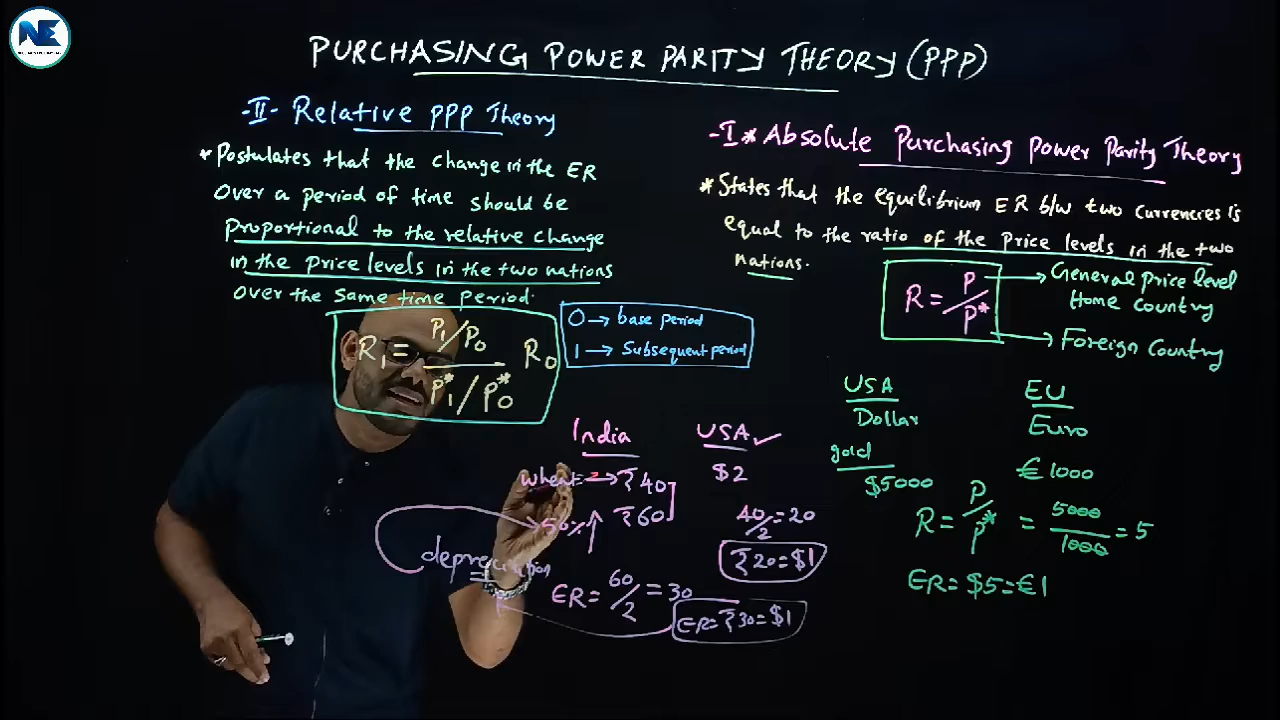 NE
PURCHASING POWER PARITY THEORY (PPP)
-II- Relative PPP Theory
* Postulates that the change in the ER
Over a period of time should be
proportional to the relative change
in the price levels in the two nations
over the same time period.
R₁ = P₁/P₀ / P₁*/P₀* R₀
0 → base period
1 → Subsequent period
-I* Absolute Purchasing Power Parity Theory
* States that the equilibrium ER b/w two currencies is
equal to the ratio of the price levels in the two
nations.
R = P/P*
General price level
Home Country
Foreign Country
India
wheat = → ₹40
₹60
50% ↑
depreciation
ER = 60/2 = 30
ER = ₹30 = $1
USA ✓
$2
40/2 = 20
₹20 = $1
USA
Dollar
gold
$5000
EU
Euro
€1000
R = P/P* = 5000/1000 = 5
ER = $5 = €1